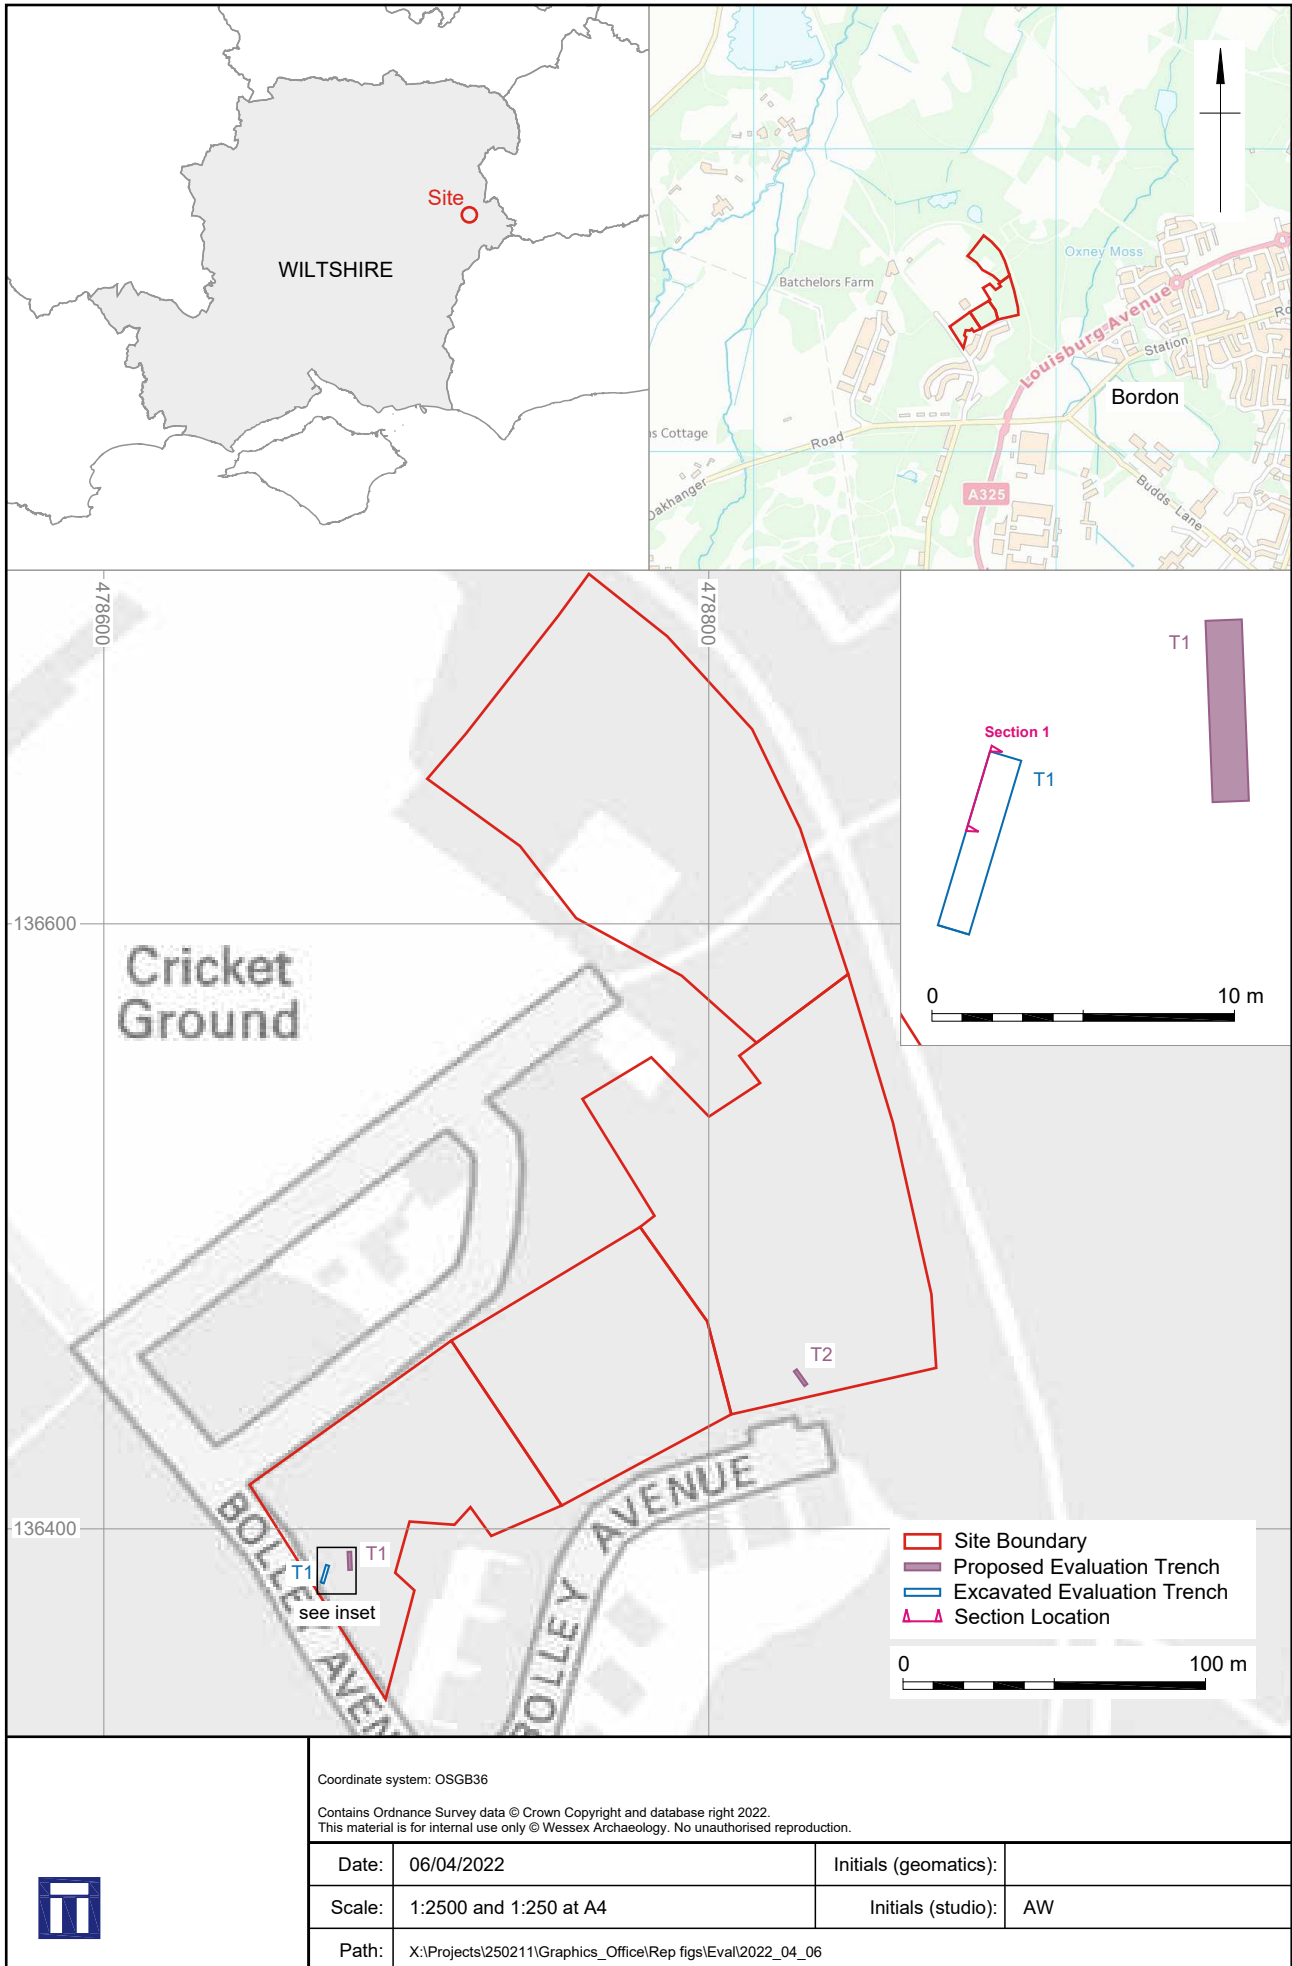 Site
WILTSHIRE
Oxney Moss
Batchelors Farm
Louisburg Avenue
Station
Bordon
Road
Oakhanger
A325
Budds Lane
478600
478800
T1
Section 1
T1
136600
0 10 m
Cricket
Ground
T2
BOLLEY AVENUE
136400
T1
T1
see inset
BOLLEY AVEN
Site Boundary
Proposed Evaluation Trench
Excavated Evaluation Trench
Section Location
0 100 m
Coordinate system: OSGB36
Contains Ordnance Survey data © Crown Copyright and database right 2022.
This material is for internal use only © Wessex Archaeology. No unauthorised reproduction.
Date: 06/04/2022 Initials (geomatics):
Scale: 1:2500 and 1:250 at A4 Initials (studio): AW
Path: X:\Projects\250211\Graphics_Office\Rep figs\Eval\2022_04_06